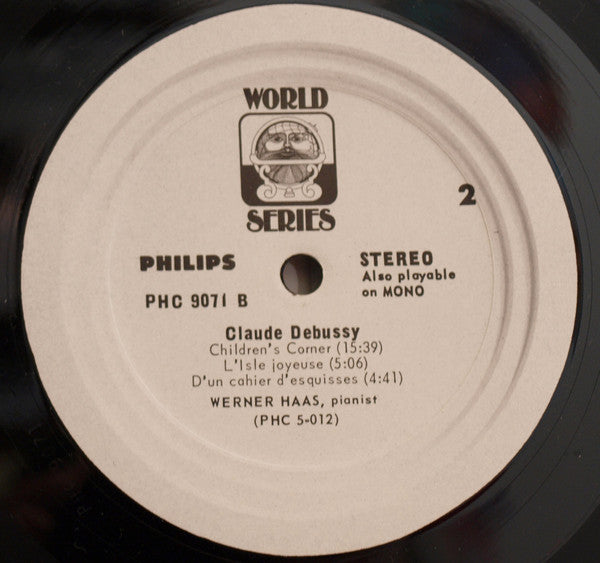 WORLD
SERIES
2
PHILIPS
STEREO
Also playable
on MONO
PHC 9071 B
Claude Debussy
Children's Corner (15:39)
L'Isle joyeuse (5:06)
D'un cahier d'esquisses (4:41)
WERNER HAAS, pianist
(PHC 5-012)